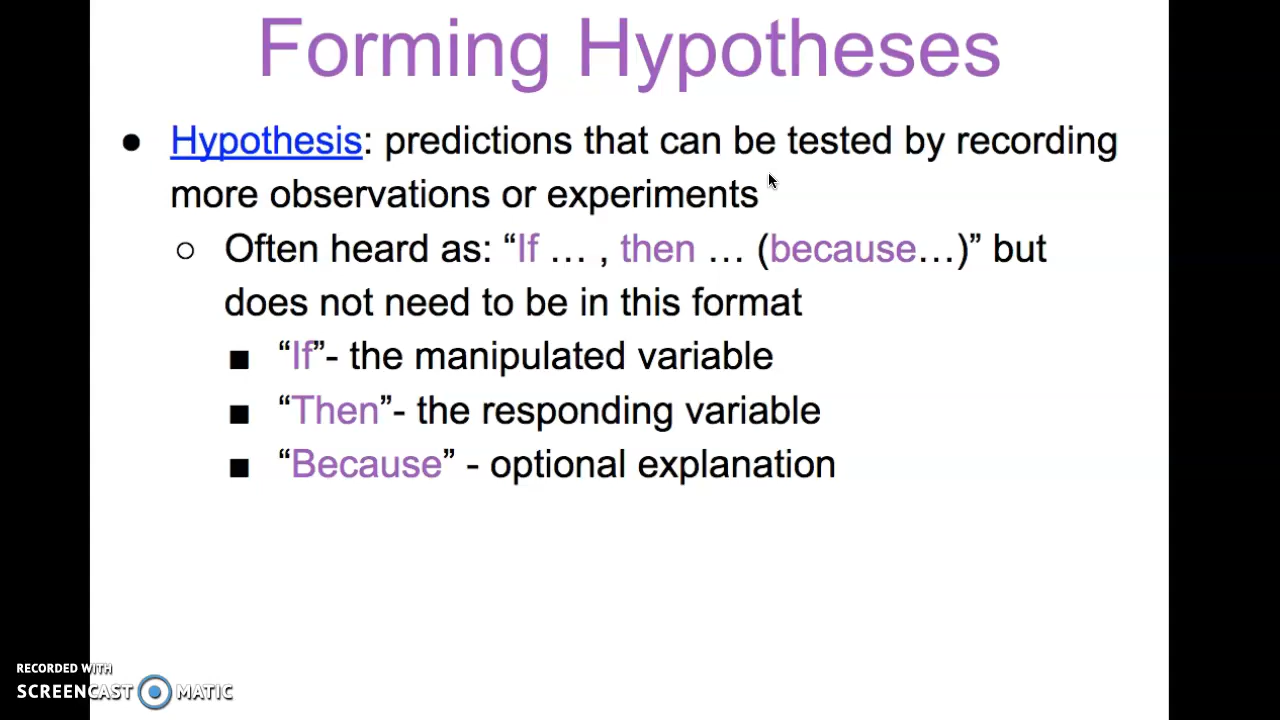 Forming Hypotheses
● Hypothesis: predictions that can be tested by recording
more observations or experiments
○ Often heard as: “If … , then … (because…)” but
does not need to be in this format
■ “If”- the manipulated variable
■ “Then”- the responding variable
■ “Because” - optional explanation
RECORDED WITH
SCREENCAST MATIC